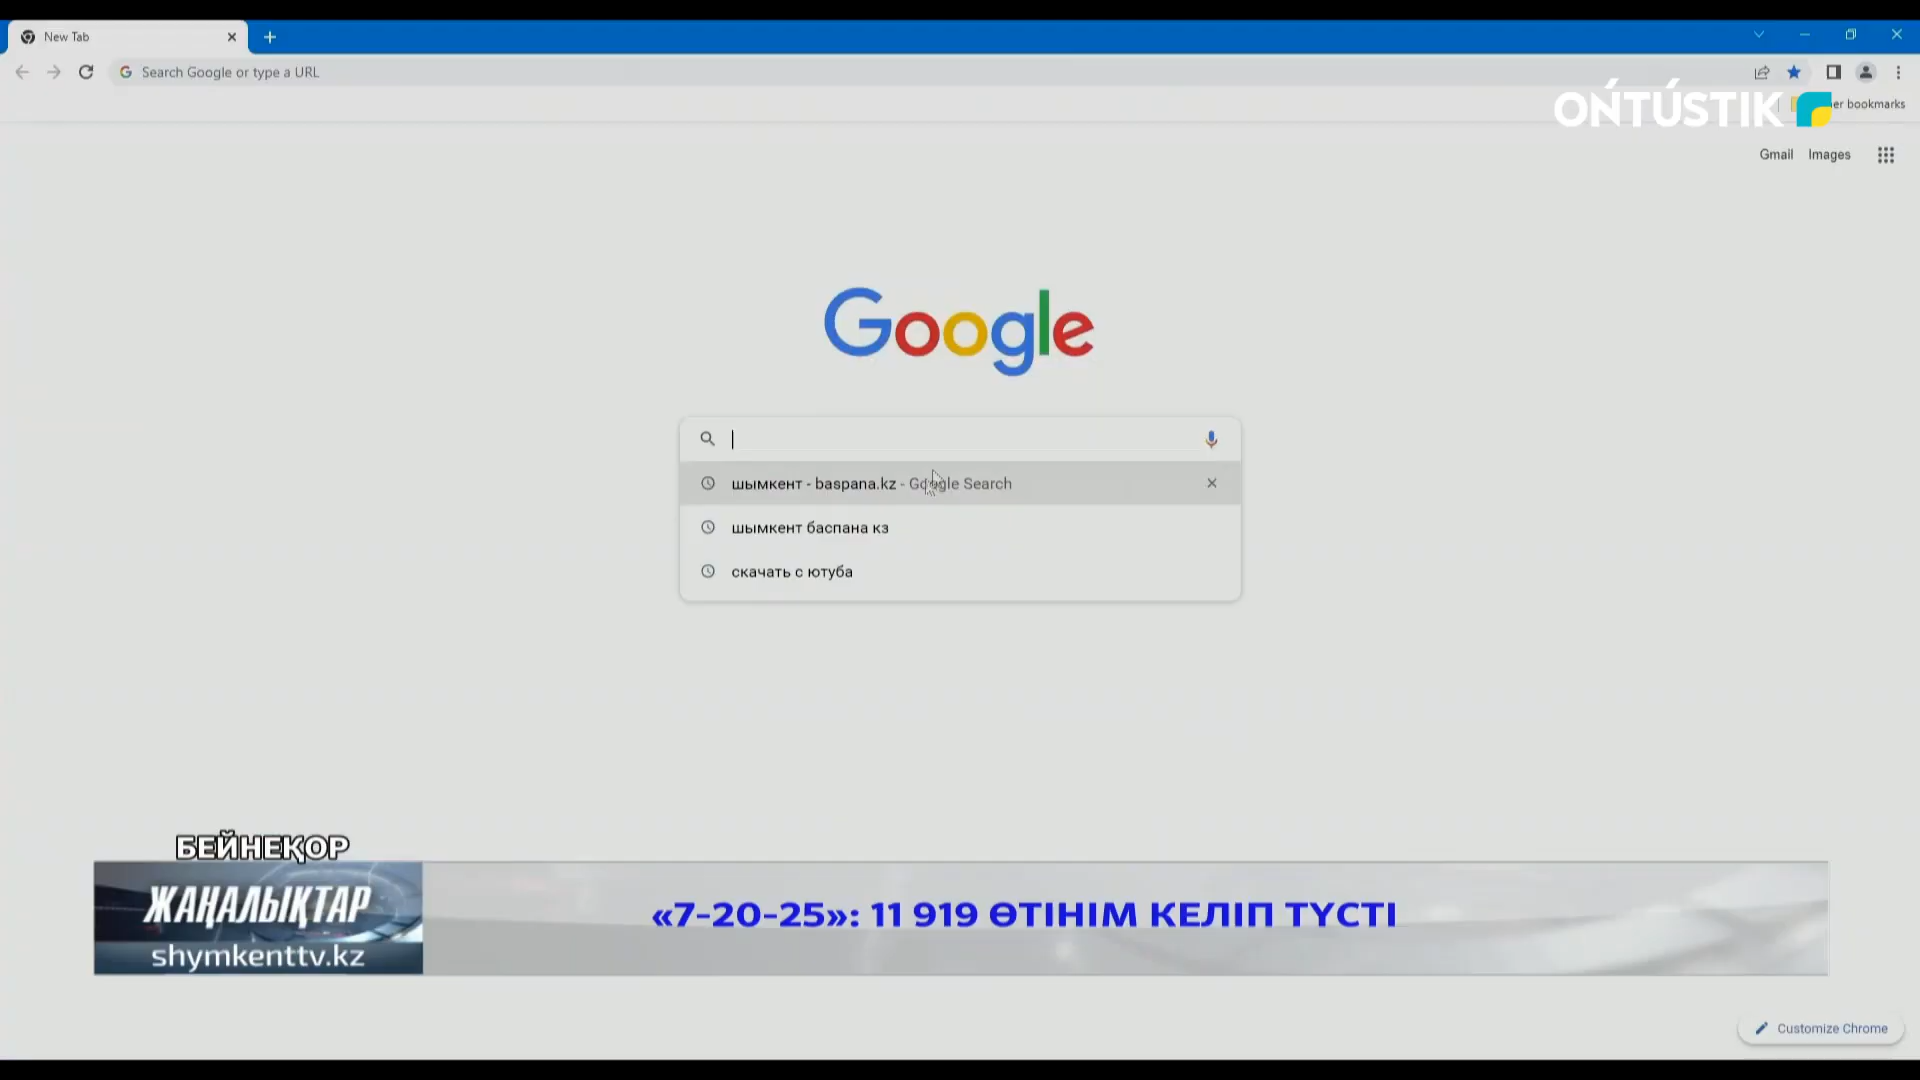 New Tab
Search Google or type a URL
OŃTÚSTIK
er bookmarks
Gmail Images
Google
шымкент - baspana.kz - Google Search
шымкент баспана кз
скачать с ютуба
БЕЙНЕҚОР
ЖАҢАЛЫҚТАР
«7-20-25»: 11 919 ӨТІНІМ КЕЛІП ТҮСТІ
shymkenttv.kz
Customize Chrome